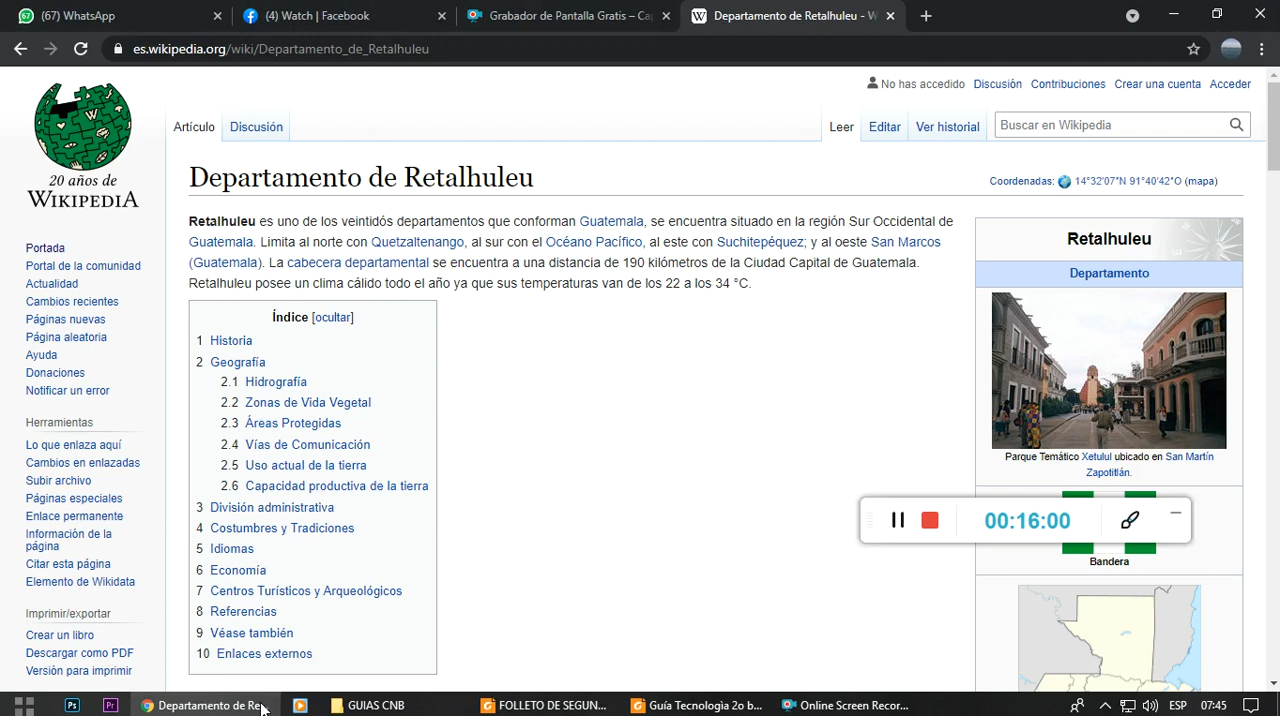 (67) WhatsApp
(4) Watch | Facebook
Grabador de Pantalla Gratis – Ca
Departamento de Retalhuleu - W
es.wikipedia.org/wiki/Departamento_de_Retalhuleu
No has accedido Discusión Contribuciones Crear una cuenta Acceder
Artículo Discusión Leer Editar Ver historial Buscar en Wikipedia
20 años de
WIKIPEDIA
Departamento de Retalhuleu
Coordenadas: 14°32′07″N 91°40′42″O (mapa)
Retalhuleu es uno de los veintidós departamentos que conforman Guatemala, se encuentra situado en la región Sur Occidental de
Guatemala. Limita al norte con Quetzaltenango, al sur con el Océano Pacífico, al este con Suchitepéquez; y al oeste San Marcos
(Guatemala). La cabecera departamental se encuentra a una distancia de 190 kilómetros de la Ciudad Capital de Guatemala.
Retalhuleu posee un clima cálido todo el año ya que sus temperaturas van de los 22 a los 34 °C.
Portada
Portal de la comunidad
Actualidad
Cambios recientes
Páginas nuevas
Página aleatoria
Ayuda
Donaciones
Notificar un error
Herramientas
Lo que enlaza aquí
Cambios en enlazadas
Subir archivo
Páginas especiales
Enlace permanente
Información de la
página
Citar esta página
Elemento de Wikidata
Imprimir/exportar
Crear un libro
Descargar como PDF
Versión para imprimir
Índice [ocultar]
1 Historia
2 Geografía
2.1 Hidrografía
2.2 Zonas de Vida Vegetal
2.3 Áreas Protegidas
2.4 Vías de Comunicación
2.5 Uso actual de la tierra
2.6 Capacidad productiva de la tierra
3 División administrativa
4 Costumbres y Tradiciones
5 Idiomas
6 Economía
7 Centros Turísticos y Arqueológicos
8 Referencias
9 Véase también
10 Enlaces externos
Retalhuleu
Departamento
Parque Temático Xetulul ubicado en San Martín
Zapotitlán.
00:16:00
Bandera
Ps
Pr
Departamento de Re
GUIAS CNB
FOLLETO DE SEGUN...
Guía Tecnologìa 2o b...
Online Screen Recor...
ESP
07:45